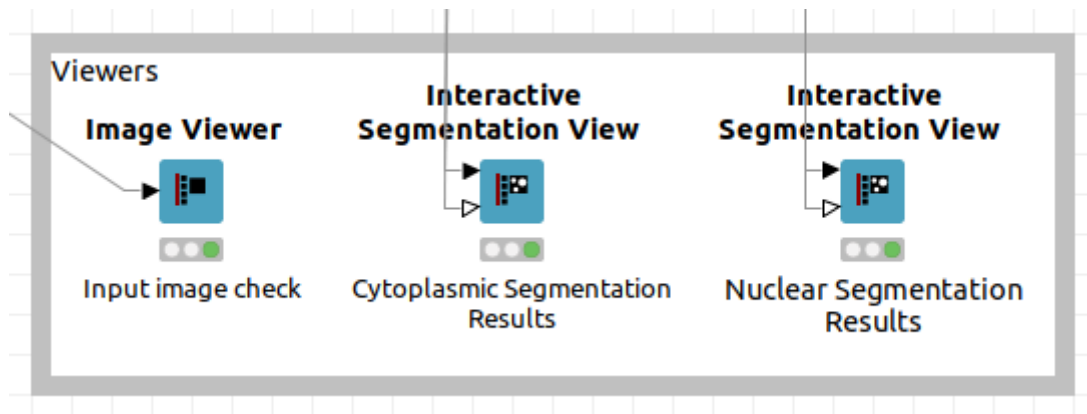 Viewers
Image Viewer
Interactive
Segmentation View
Interactive
Segmentation View
Input image check
Cytoplasmic Segmentation
Results
Nuclear Segmentation
Results